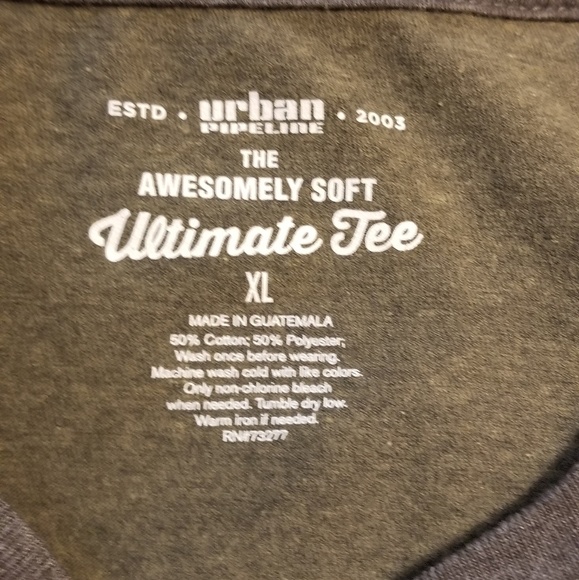 ESTD • urban • 2003
PIPELINE
THE
AWESOMELY SOFT
Ultimate Tee
XL
MADE IN GUATEMALA
50% Cotton; 50% Polyester;
Wash once before wearing.
Machine wash cold with like colors.
Only non-chlorine bleach
when needed. Tumble dry low.
Warm iron if needed.
RN#73277